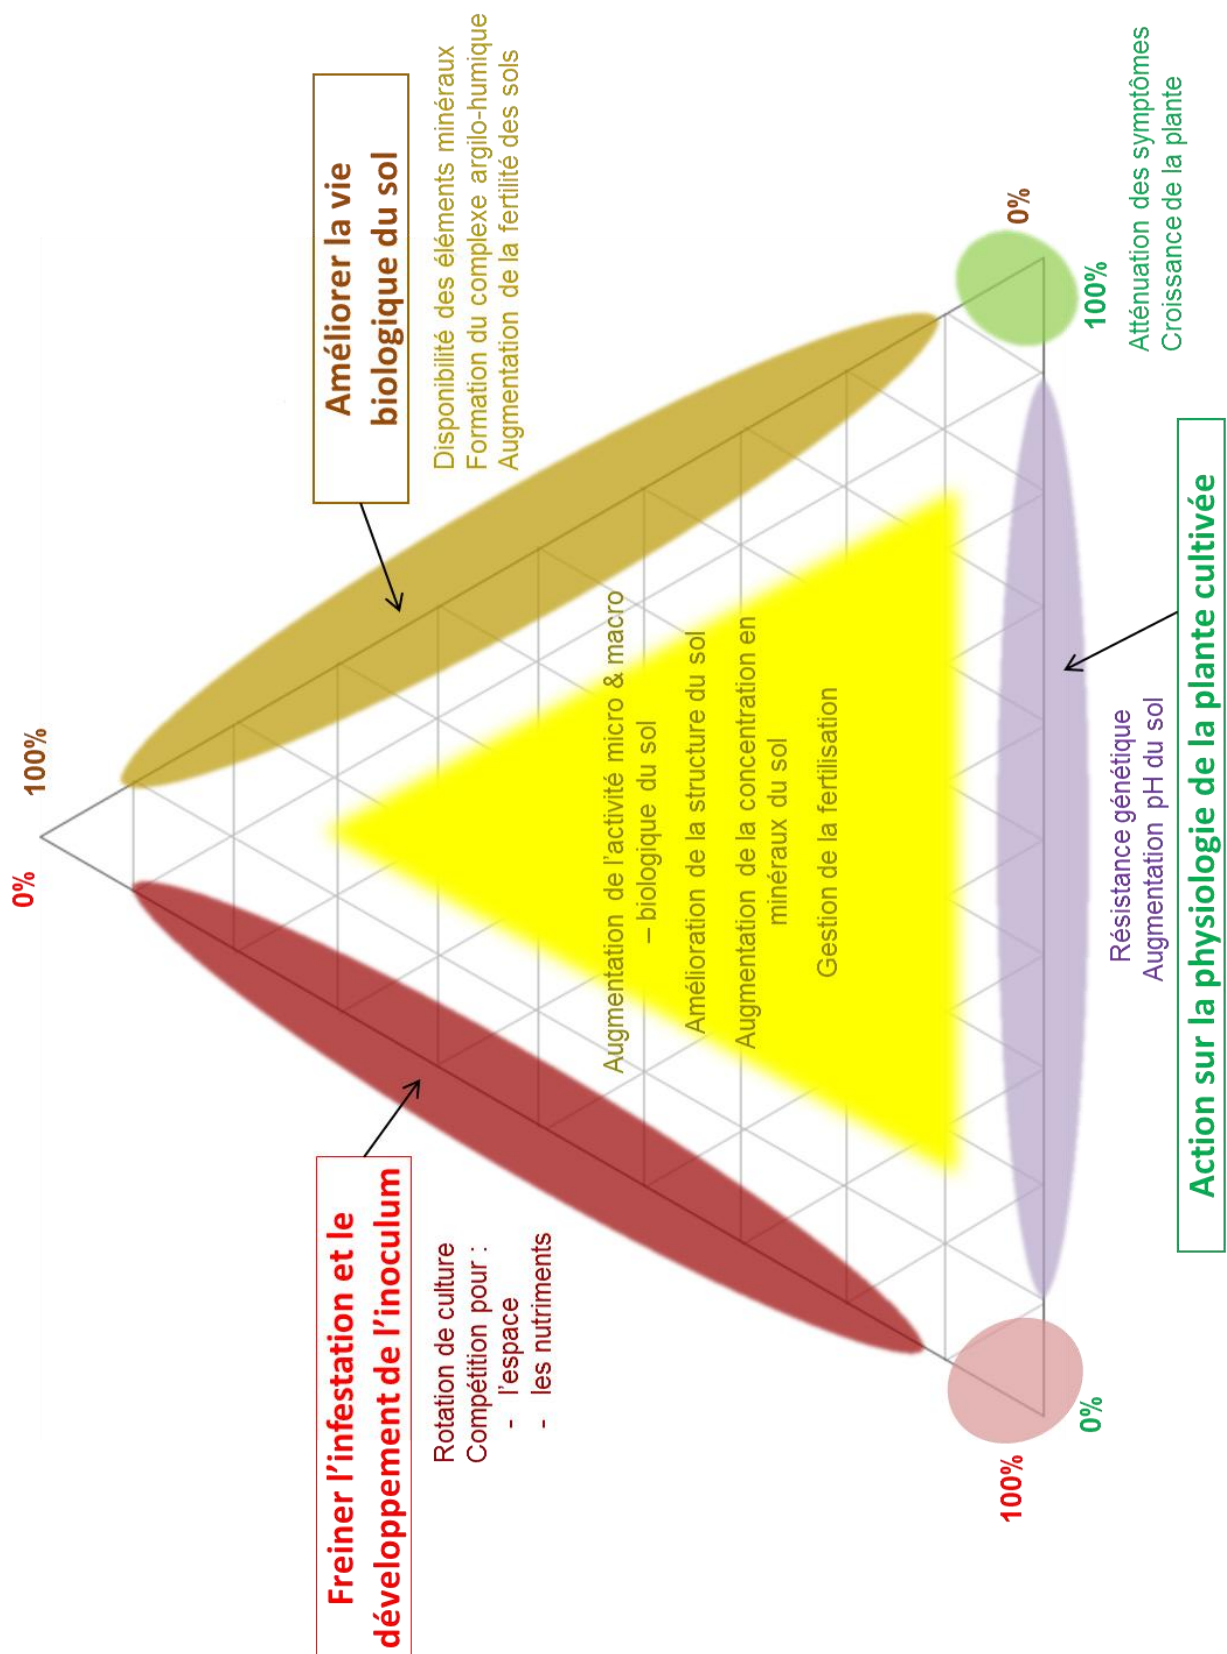 0%
100%
Freiner l’infestation et le
développement de l’inoculum
Rotation de culture
Compétition pour :
- l’espace
- les nutriments
Améliorer la vie
biologique du sol
Disponibilité des éléments minéraux
Formation du complexe argilo-humique
Augmentation de la fertilité des sols
Augmentation de l’activité micro & macro
– biologique du sol
Amélioration de la structure du sol
Augmentation de la concentration en
minéraux du sol
Gestion de la fertilisation
100%
0%
0%
100%
Résistance génétique
Augmentation pH du sol
Atténuation des symptômes
Croissance de la plante
Action sur la physiologie de la plante cultivée